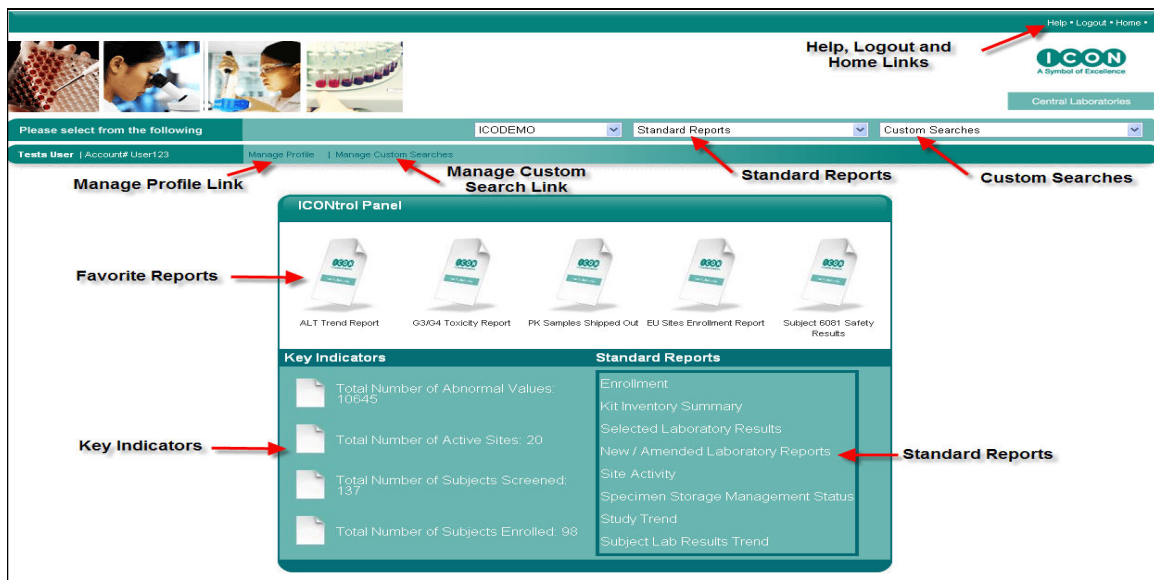 Help • Logout • Home •
Help, Logout and
Home Links
ICON
A Symbol of Excellence
Central Laboratories
Please select from the following
ICODEMO
Standard Reports
Custom Searches
Tests User | Account# User123
Manage Profile | Manage Custom Searches
Manage Profile Link
Manage Custom
Search Link
Standard Reports
Custom Searches
ICONtrol Panel
Favorite Reports
ALT Trend Report
G3/G4 Toxicity Report
PK Samples Shipped Out
EU Sites Enrollment Report
Subject 6081 Safety
Results
Key Indicators
Standard Reports
Total Number of Abnormal Values:
10645
Total Number of Active Sites: 20
Total Number of Subjects Screened:
137
Total Number of Subjects Enrolled: 98
Enrollment
Kit Inventory Summary
Selected Laboratory Results
New / Amended Laboratory Reports
Site Activity
Specimen Storage Management Status
Study Trend
Subject Lab Results Trend
Key Indicators
Standard Reports